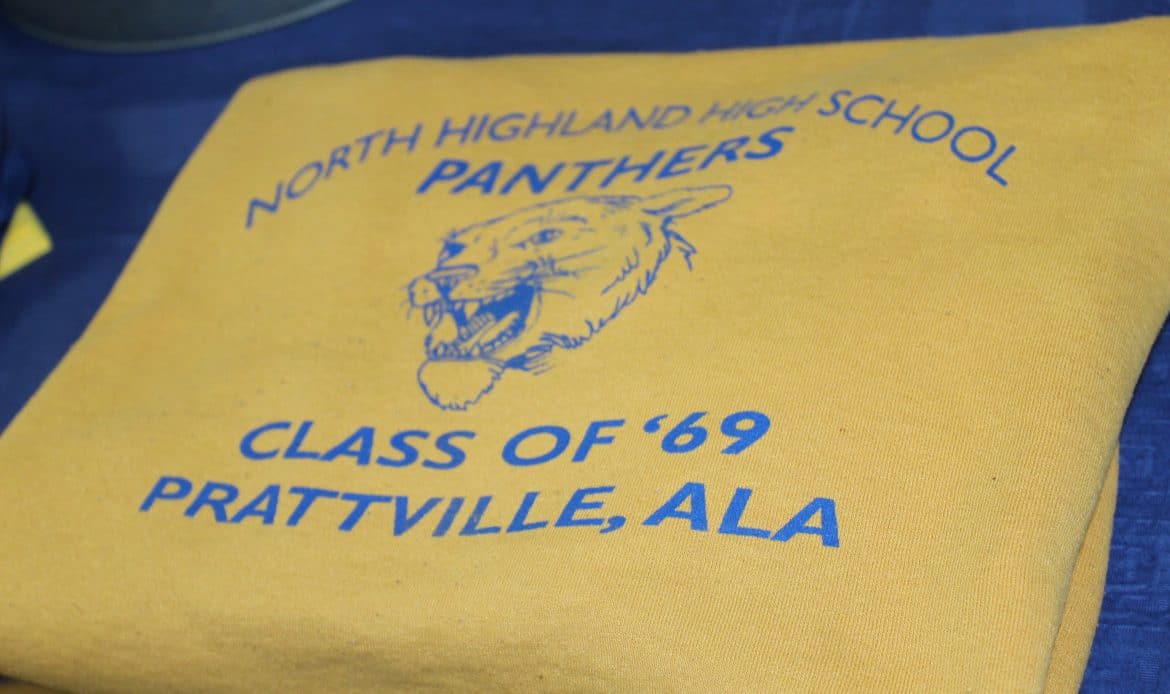 NORTH HIGHLAND HIGH SCHOOL
PANTHERS
CLASS OF ‘69
PRATTVILLE, ALA